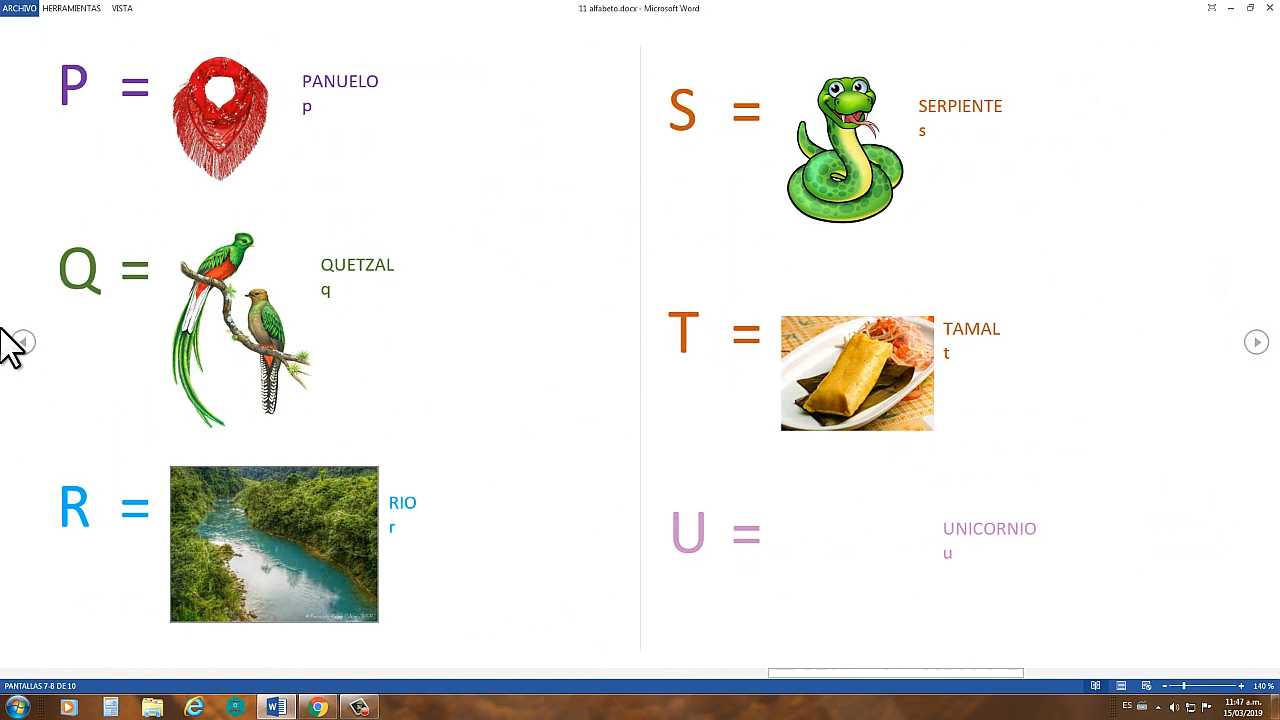 ARCHIVO HERRAMIENTAS VISTA
11 alfabeto.docx - Microsoft Word
P =
PANUELO
p
Q =
QUETZAL
q
R =
RIO
r
S =
SERPIENTE
s
T =
TAMAL
t
U =
UNICORNIO
u
PANTALLAS 7-8 DE 10
140 %
ES
11:47 a.m.
15/03/2019